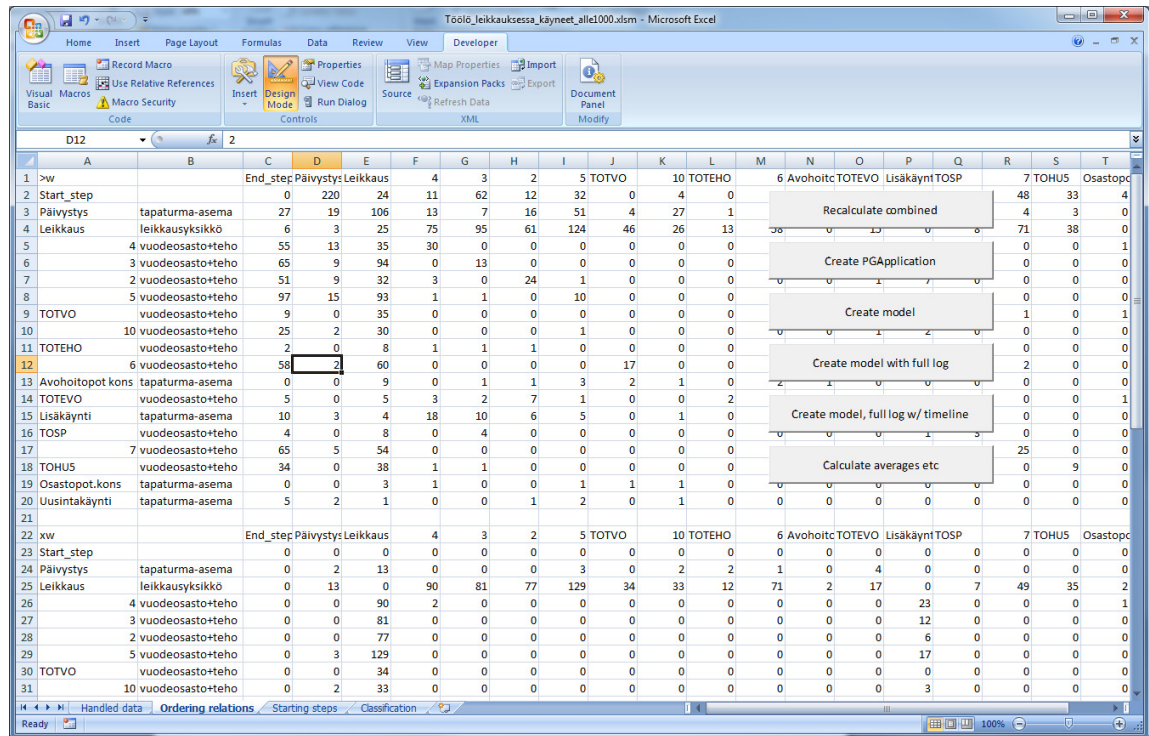 Töölö_leikkauksessa_käyneet_alle1000.xlsm - Microsoft Excel
Home Insert Page Layout Formulas Data Review View Developer
Visual Basic Macros Record Macro Use Relative References Macro Security Code
Insert Design Mode Properties View Code Run Dialog Controls
Source Map Properties Expansion Packs Refresh Data Import Export XML
Document Panel Modify
D12 fx 2
A B C D E F G H I J K L M N O P Q R S T
1 >w End_step Päivystys Leikkaus 4 3 2 5 TOTVO 10 TOTEHO 6 Avohoito TOTEVO Lisäkäynt TOSP 7 TOHU5 Osastopo
2 Start_step 0 220 24 11 62 12 32 0 4 0 48 33 4
3 Päivystys tapaturma-asema 27 19 106 13 7 16 51 4 27 1 4 3 0
4 Leikkaus leikkausyksikkö 6 3 25 75 95 61 124 46 26 13 58 0 15 0 8 71 38 0
5 4 vuodeosasto+teho 55 13 35 30 0 0 0 0 0 0 0 0 1
6 3 vuodeosasto+teho 65 9 94 0 13 0 0 0 0 0 0 0 0
7 2 vuodeosasto+teho 51 9 32 3 0 24 1 0 0 0 0 0 1 7 0 0 0 0
8 5 vuodeosasto+teho 97 15 93 1 1 0 10 0 0 0 0 0 0
9 TOTVO vuodeosasto+teho 9 0 35 0 0 0 0 0 0 0 1 0 1
10 10 vuodeosasto+teho 25 2 30 0 0 0 1 0 0 0 0 0 1 2 0 0 0 0
11 TOTEHO vuodeosasto+teho 2 0 8 1 1 1 0 0 0 0 0 0 0
12 6 vuodeosasto+teho 58 2 60 0 0 0 0 17 0 0 2 0 0
13 Avohoitopot kons tapaturma-asema 0 0 9 0 1 1 3 2 1 0 2 1 0 0 0 0 0 0
14 TOTEVO vuodeosasto+teho 5 0 5 3 2 7 1 0 0 2 0 0 1
15 Lisäkäynti tapaturma-asema 10 3 4 18 10 6 5 0 1 0 0 0 0
16 TOSP vuodeosasto+teho 4 0 8 0 4 0 0 0 0 0 0 0 0 1 3 0 0 0
17 7 vuodeosasto+teho 65 5 54 0 0 0 0 0 0 0 25 0 0
18 TOHU5 vuodeosasto+teho 34 0 38 1 1 0 0 0 0 0 0 9 0
19 Osastopot.kons tapaturma-asema 0 0 3 1 0 0 1 1 1 0 0 0 0 0 0 0 0 0
20 Uusintakäynti tapaturma-asema 5 2 1 0 0 1 2 0 1 0 0 0 0 0 0 0 0 0
21
22 xw End_step Päivystys Leikkaus 4 3 2 5 TOTVO 10 TOTEHO 6 Avohoito TOTEVO Lisäkäynt TOSP 7 TOHU5 Osastopo
23 Start_step 0 0 0 0 0 0 0 0 0 0 0 0 0 0 0 0 0 0
24 Päivystys tapaturma-asema 0 2 13 0 0 0 3 0 2 2 1 0 4 0 0 0 0 0
25 Leikkaus leikkausyksikkö 0 13 0 90 81 77 129 34 33 12 71 2 17 0 7 49 35 2
26 4 vuodeosasto+teho 0 0 90 2 0 0 0 0 0 0 0 0 0 23 0 0 0 1
27 3 vuodeosasto+teho 0 0 81 0 0 0 0 0 0 0 0 0 0 12 0 0 0 0
28 2 vuodeosasto+teho 0 0 77 0 0 0 0 0 0 0 0 0 0 6 0 0 0 0
29 5 vuodeosasto+teho 0 3 129 0 0 0 0 0 0 0 0 0 0 17 0 0 0 0
30 TOTVO vuodeosasto+teho 0 0 34 0 0 0 0 0 0 0 0 0 0 0 0 0 0 0
31 10 vuodeosasto+teho 0 2 33 0 0 0 0 0 0 0 0 0 0 3 0 0 0 0
Recalculate combined
Create PGApplication
Create model
Create model with full log
Create model, full log w/ timeline
Calculate averages etc
Handled data Ordering relations Starting steps Classification
Ready 100%